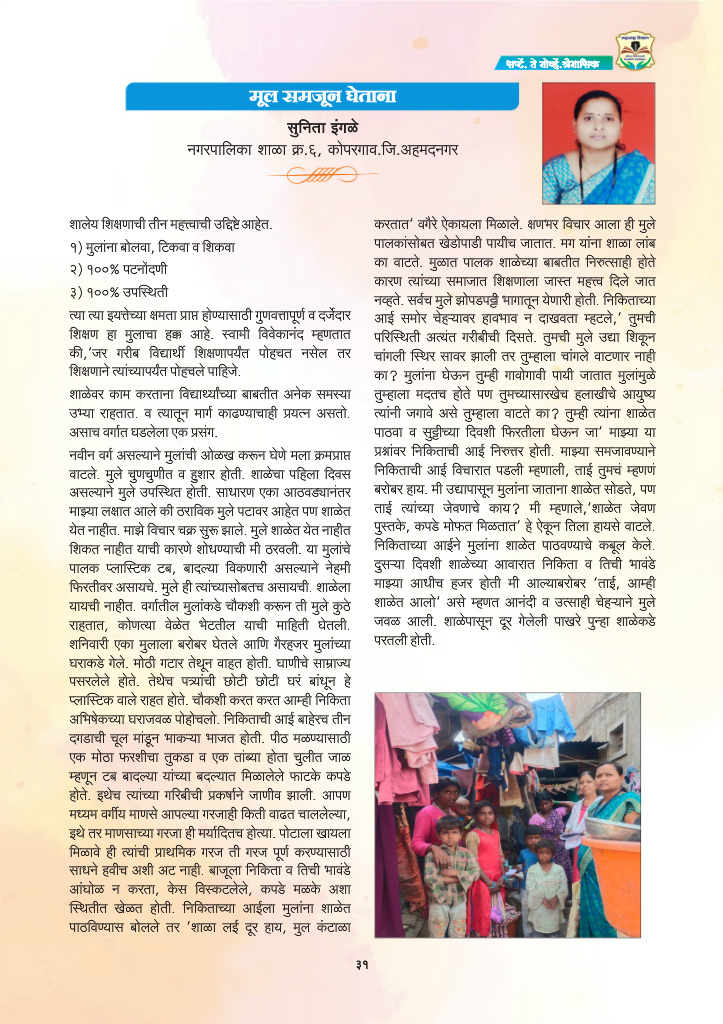 सप्टें. ते नोव्हें.त्रैमासिक
मूल समजून घेताना
सुनिता इंगळे
नगरपालिका शाळा क्र.६, कोपरगाव.जि.अहमदनगर
शालेय शिक्षणाची तीन महत्त्वाची उद्दिष्टे आहेत.
१) मुलांना बोलवा, टिकवा व शिकवा
२) १००% पटनोंदणी
३) १००% उपस्थिती
त्या त्या इयत्तेच्या क्षमता प्राप्त होण्यासाठी गुणवत्तापूर्ण व दर्जेदार
शिक्षण हा मुलाचा हक्क आहे. स्वामी विवेकानंद म्हणतात
की,'जर गरीब विद्यार्थी शिक्षणापर्यंत पोहचत नसेल तर
शिक्षणाने त्यांच्यापर्यंत पोहचले पाहिजे.
शाळेवर काम करताना विद्यार्थ्यांच्या बाबतीत अनेक समस्या
उभ्या राहतात. व त्यातून मार्ग काढण्याचाही प्रयत्न असतो.
असाच वर्गात घडलेला एक प्रसंग.
नवीन वर्ग असल्याने मुलांची ओळख करून घेणे मला क्रमप्राप्त
वाटले. मुले चुणचुणीत व हुशार होती. शाळेचा पहिला दिवस
असल्याने मुले उपस्थित होती. साधारण एका आठवड्यानंतर
माझ्या लक्षात आले की ठराविक मुले पटावर आहेत पण शाळेत
येत नाहीत. माझे विचार चक्र सुरू झाले. मुले शाळेत येत नाहीत
शिकत नाहीत याची कारणे शोधण्याची मी ठरवली. या मुलांचे
पालक प्लास्टिक टब, बादल्या विकणारी असल्याने नेहमी
फिरतीवर असायचे. मुले ही त्यांच्यासोबतच असायची. शाळेला
यायची नाहीत. वर्गातील मुलांकडे चौकशी करून ती मुले कुठे
राहतात, कोणत्या वेळेत भेटतील याची माहिती घेतली.
शनिवारी एका मुलाला बरोबर घेतले आणि गैरहजर मुलांच्या
घराकडे गेले. मोठी गटार तेथून वाहत होती. घाणीचे साम्राज्य
पसरलेले होते. तेथेच पत्र्यांची छोटी छोटी घरं बांधून हे
प्लास्टिक वाले राहत होते. चौकशी करत करत आम्ही निकिता
अभिषेकच्या घराजवळ पोहोचलो. निकिताची आई बाहेरच तीन
दगडाची चूल मांडून भाकऱ्या भाजत होती. पीठ मळण्यासाठी
एक मोठा फरशीचा तुकडा व एक तांब्या होता चुलीत जाळ
म्हणून टब बादल्या यांच्या बदल्यात मिळालेले फाटके कपडे
होते. इथेच त्यांच्या गरिबीची प्रकर्षाने जाणीव झाली. आपण
मध्यम वर्गीय माणसे आपल्या गरजाही किती वाढत चाललेल्या,
इथे तर माणसाच्या गरजा ही मर्यादितच होत्या. पोटाला खायला
मिळावे ही त्यांची प्राथमिक गरज ती गरज पूर्ण करण्यासाठी
साधने हवीच अशी अट नाही. बाजूला निकिता व तिची भावंडे
आंघोळ न करता, केस विस्कटलेले, कपडे मळके अशा
स्थितीत खेळत होती. निकिताच्या आईला मुलांना शाळेत
पाठविण्यास बोलले तर 'शाळा लई दूर हाय, मुल कंटाळा
करतात' वगैरे ऐकायला मिळाले. क्षणभर विचार आला ही मुले
पालकांसोबत खेडोपाडी पायीच जातात. मग यांना शाळा लांब
का वाटते. मुळात पालक शाळेच्या बाबतीत निरुत्साही होते
कारण त्यांच्या समाजात शिक्षणाला जास्त महत्त्व दिले जात
नव्हते. सर्वच मुले झोपडपट्टी भागातून येणारी होती. निकिताच्या
आई समोर चेहऱ्यावर हावभाव न दाखवता म्हटले,' तुमची
परिस्थिती अत्यंत गरीबीची दिसते. तुमची मुले उद्या शिकून
चांगली स्थिर सावर झाली तर तुम्हाला चांगले वाटणार नाही
का? मुलांना घेऊन तुम्ही गावोगावी पायी जातात मुलांमुळे
तुम्हाला मदतच होते पण तुमच्यासारखेच हलाखीचे आयुष्य
त्यांनी जगावे असे तुम्हाला वाटते का? तुम्ही त्यांना शाळेत
पाठवा व सुट्टीच्या दिवशी फिरतीला घेऊन जा' माझ्या या
प्रश्नांवर निकिताची आई निरुत्तर होती. माझ्या समजावण्याने
निकिताची आई विचारात पडली म्हणाली, ताई तुमचं म्हणणं
बरोबर हाय. मी उद्यापासून मुलांना जाताना शाळेत सोडते, पण
ताई त्यांच्या जेवणाचे काय? मी म्हणाले,'शाळेत जेवण
पुस्तके, कपडे मोफत मिळतात' हे ऐकून तिला हायसे वाटले.
निकिताच्या आईने मुलांना शाळेत पाठवण्याचे कबूल केले.
दुसऱ्या दिवशी शाळेच्या आवारात निकिता व तिची भावंडे
माझ्या आधीच हजर होती मी आल्याबरोबर 'ताई, आम्ही
शाळेत आलो' असे म्हणत आनंदी व उत्साही चेहऱ्याने मुले
जवळ आली. शाळेपासून दूर गेलेली पाखरे पुन्हा शाळेकडे
परतली होती.
३१